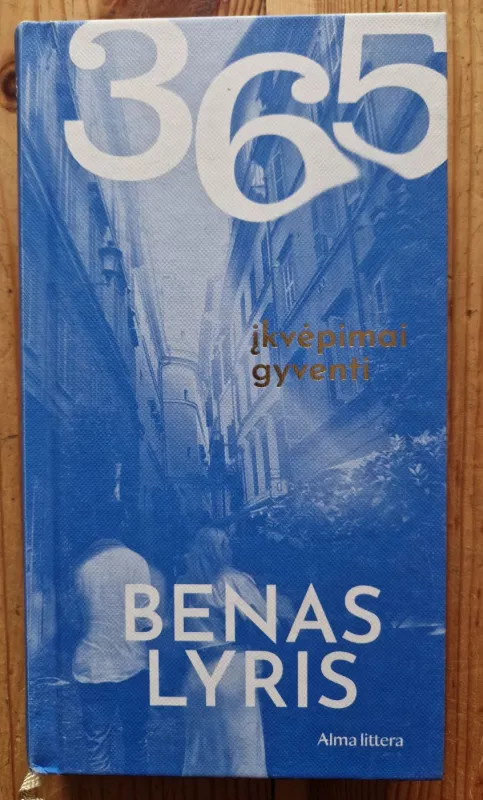 365
įkvėpimai
gyventi
BENAS
LYRIS
Alma littera